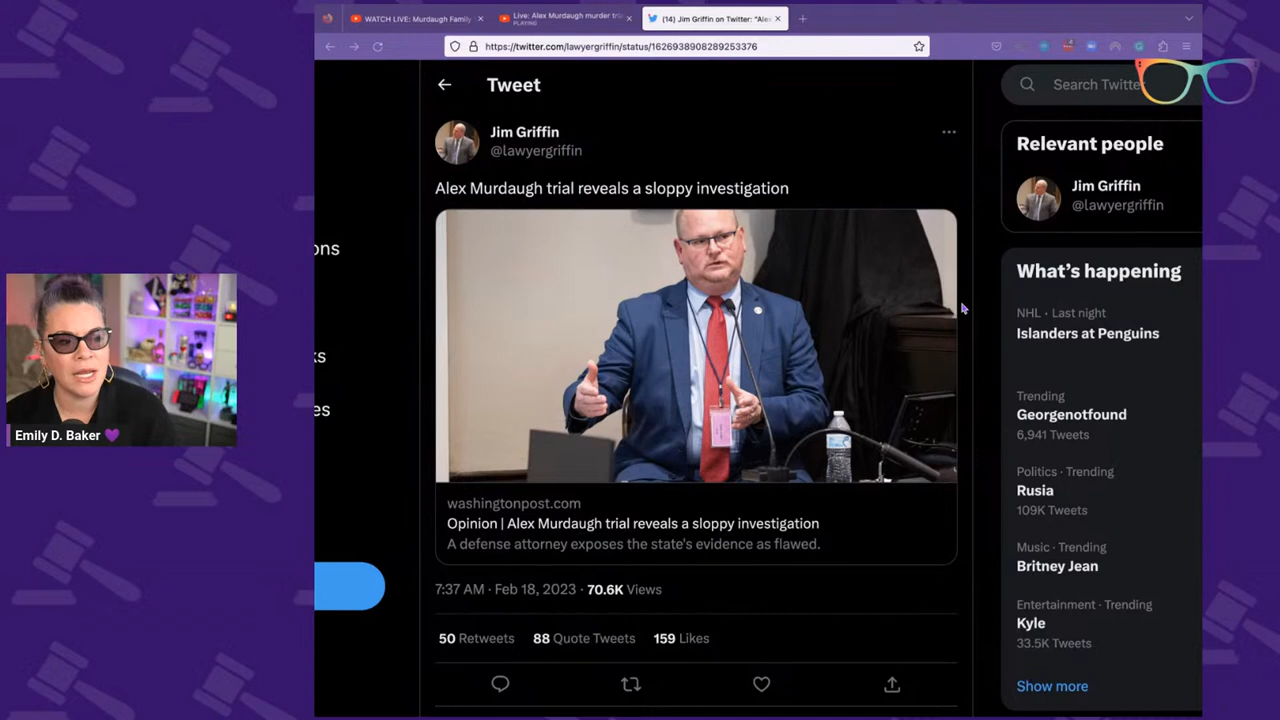 WATCH LIVE: Murdaugh Family
Live: Alex Murdaugh murder tri
PLAYING
(14) Jim Griffin on Twitter: "Alex
https://twitter.com/lawyergriffin/status/1626938908289253376
Tweet
Search Twitte
Jim Griffin
@lawyergriffin
Alex Murdaugh trial reveals a sloppy investigation
washingtonpost.com
Opinion | Alex Murdaugh trial reveals a sloppy investigation
A defense attorney exposes the state's evidence as flawed.
7:37 AM · Feb 18, 2023 · 70.6K Views
50 Retweets 88 Quote Tweets 159 Likes
Relevant people
Jim Griffin
@lawyergriffin
What's happening
NHL · Last night
Islanders at Penguins
Trending
Georgenotfound
6,941 Tweets
Politics · Trending
Rusia
109K Tweets
Music · Trending
Britney Jean
Entertainment · Trending
Kyle
33.5K Tweets
Show more
ons
ks
es
Emily D. Baker 💜